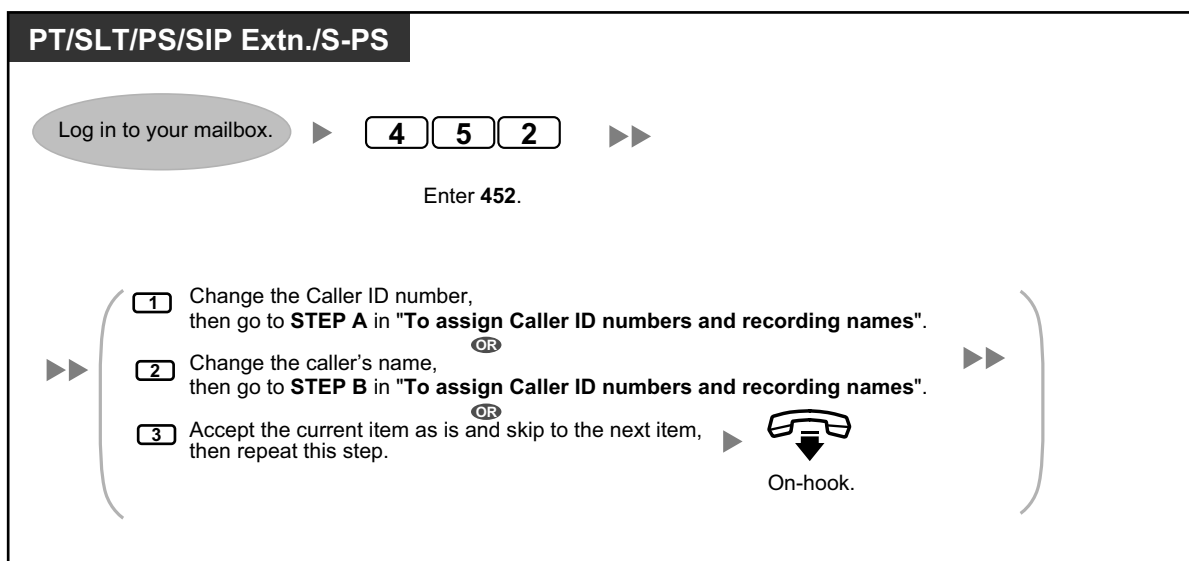 PT/SLT/PS/SIP Extn./S-PS
Log in to your mailbox.
4 5 2
Enter 452.
1 Change the Caller ID number,
then go to STEP A in "To assign Caller ID numbers and recording names".
OR
2 Change the caller's name,
then go to STEP B in "To assign Caller ID numbers and recording names".
OR
3 Accept the current item as is and skip to the next item,
then repeat this step.
On-hook.